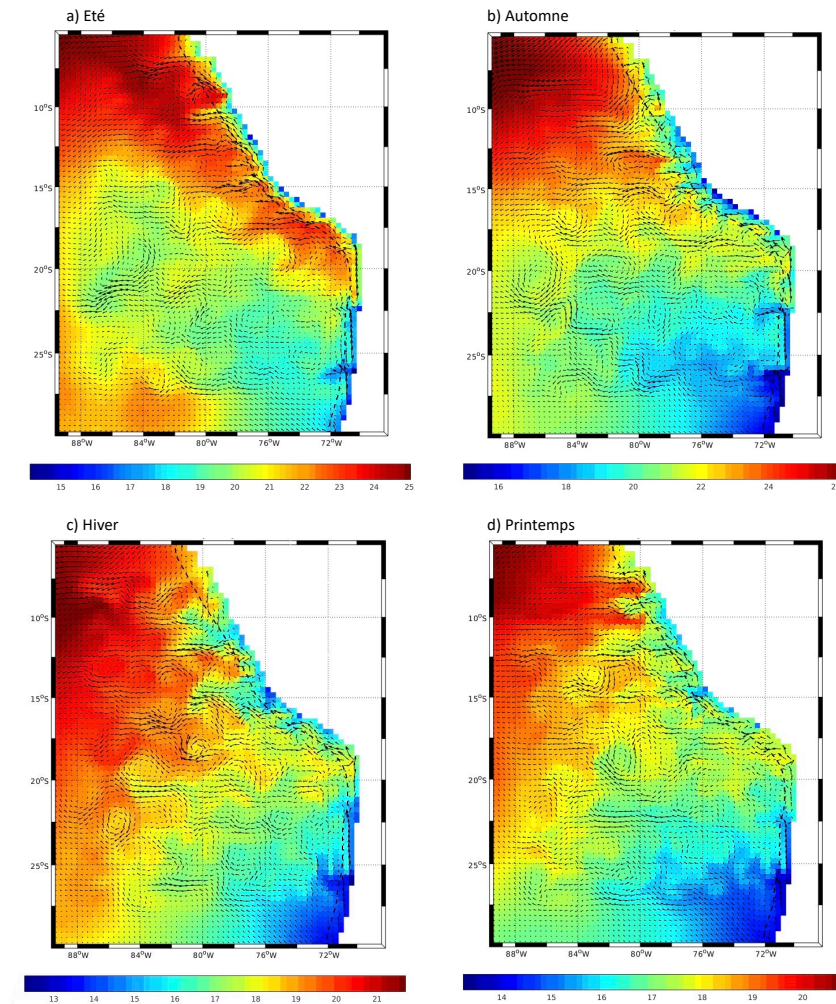 a) Eté
b) Automne
10°S
15°S
20°S
25°S
88°W 84°W 80°W 76°W 72°W
15 16 17 18 19 20 21 22 23 24 25
10°S
15°S
20°S
25°S
88°W 84°W 80°W 76°W 72°W
16 18 20 22 24
c) Hiver
d) Printemps
10°S
15°S
20°S
25°S
88°W 84°W 80°W 76°W 72°W
13 14 15 16 17 18 19 20 21
10°S
15°S
20°S
25°S
88°W 84°W 80°W 76°W 72°W
14 15 16 17 18 19 20